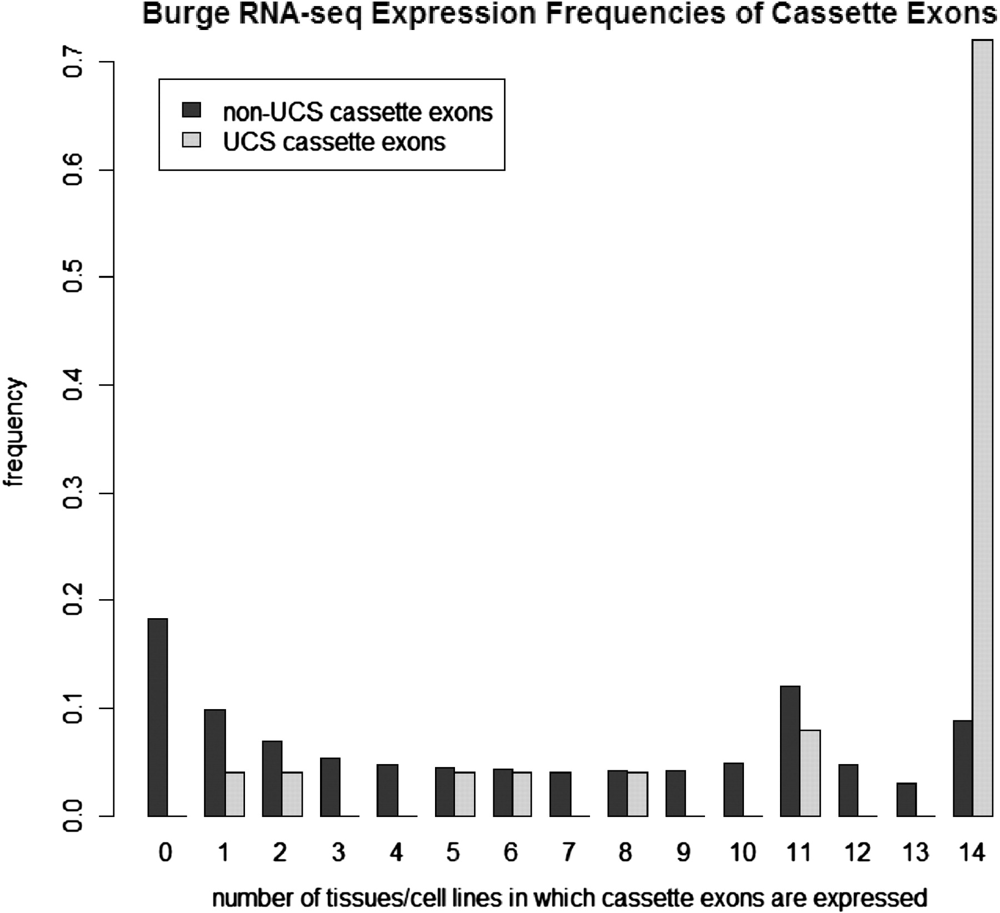 Burge RNA-seq Expression Frequencies of Cassette Exons
0.7
non-UCS cassette exons
UCS cassette exons
0.6
0.5
0.4
0.3
0.2
0.1
0.0
frequency
0 1 2 3 4 5 6 7 8 9 10 11 12 13 14
number of tissues/cell lines in which cassette exons are expressed